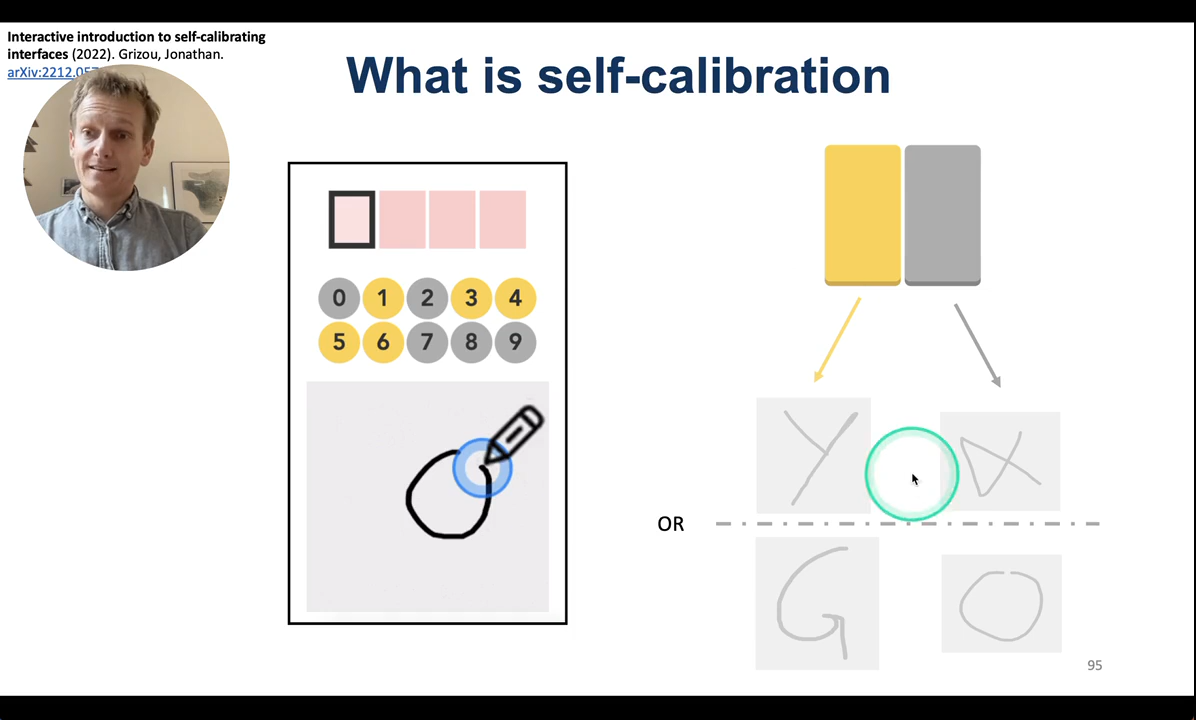 Interactive introduction to self-calibrating
interfaces (2022). Grizou, Jonathan.
arXiv:2212.05
What is self-calibration
0 1 2 3 4
5 6 7 8 9
Y
OR
G O
95